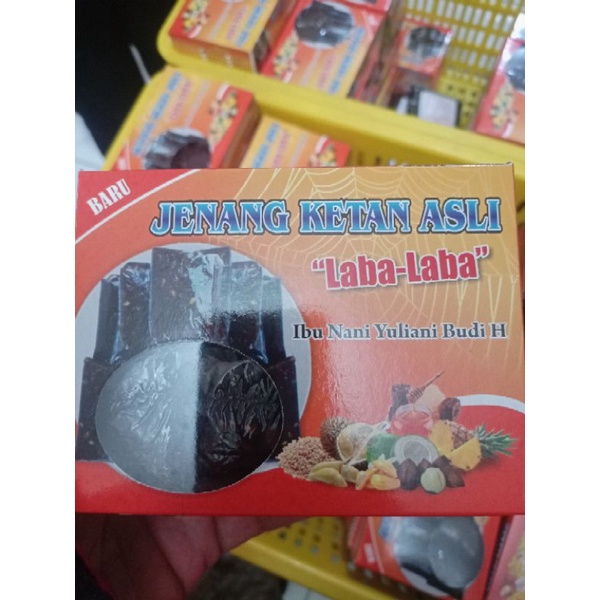 BARU
JENANG KETAN ASLI
"Laba-Laba"
Ibu Nani Yuliani Budi H